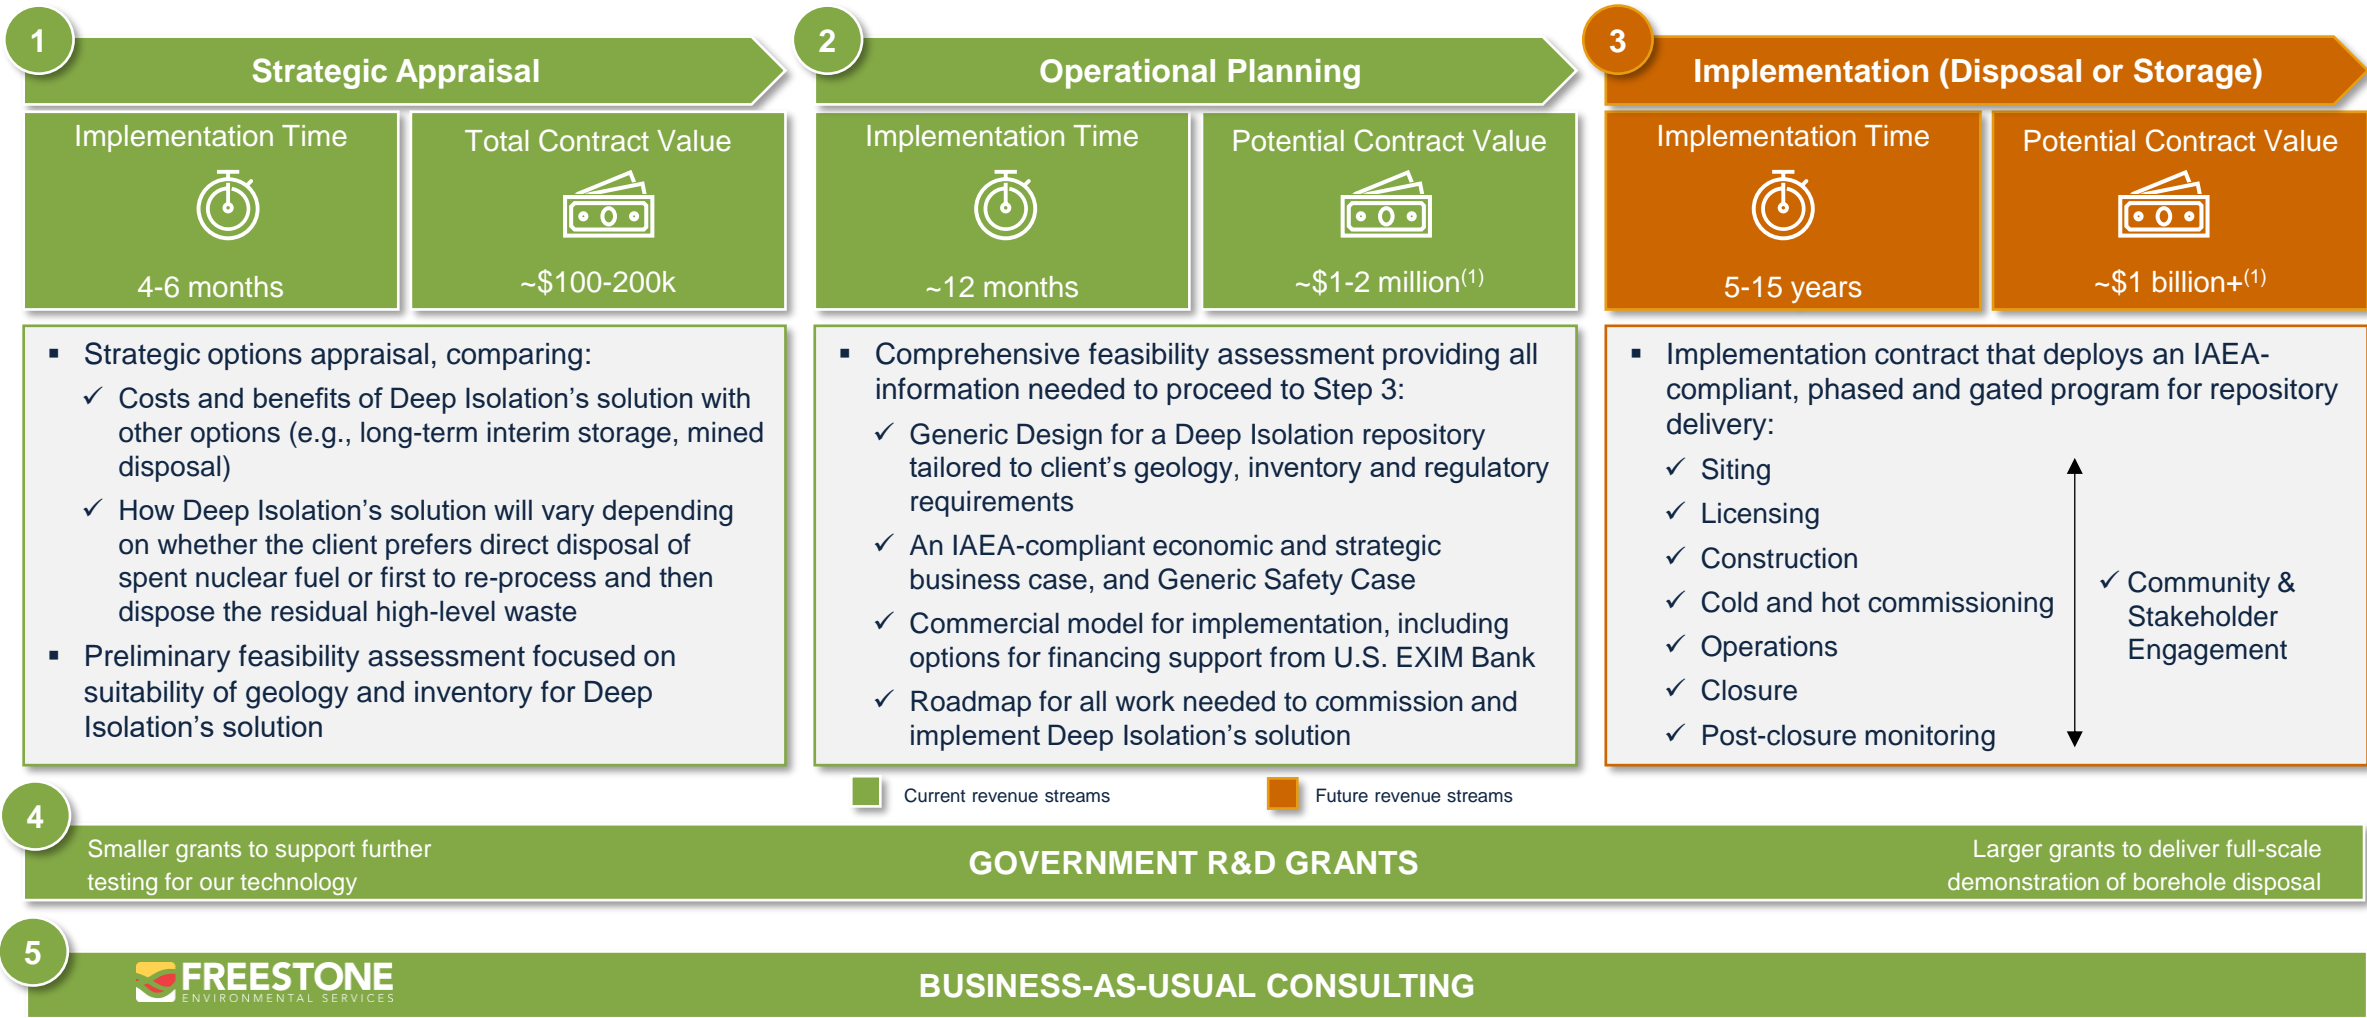 1
Strategic Appraisal
Implementation Time
4-6 months
Total Contract Value
~$100-200k
▪ Strategic options appraisal, comparing:
✓ Costs and benefits of Deep Isolation’s solution with
other options (e.g., long-term interim storage, mined
disposal)
✓ How Deep Isolation’s solution will vary depending
on whether the client prefers direct disposal of
spent nuclear fuel or first to re-process and then
dispose the residual high-level waste
▪ Preliminary feasibility assessment focused on
suitability of geology and inventory for Deep
Isolation’s solution
2
Operational Planning
Implementation Time
~12 months
Potential Contract Value
~$1-2 million(1)
▪ Comprehensive feasibility assessment providing all
information needed to proceed to Step 3:
✓ Generic Design for a Deep Isolation repository
tailored to client’s geology, inventory and regulatory
requirements
✓ An IAEA-compliant economic and strategic
business case, and Generic Safety Case
✓ Commercial model for implementation, including
options for financing support from U.S. EXIM Bank
✓ Roadmap for all work needed to commission and
implement Deep Isolation’s solution
3
Implementation (Disposal or Storage)
Implementation Time
5-15 years
Potential Contract Value
~$1 billion+(1)
▪ Implementation contract that deploys an IAEA-
compliant, phased and gated program for repository
delivery:
✓ Siting
✓ Licensing
✓ Construction
✓ Cold and hot commissioning
✓ Operations
✓ Closure
✓ Post-closure monitoring
✓ Community &
Stakeholder
Engagement
Current revenue streams
Future revenue streams
4
Smaller grants to support further
testing for our technology
GOVERNMENT R&D GRANTS
Larger grants to deliver full-scale
demonstration of borehole disposal
5
FREESTONE
ENVIRONMENTAL SERVICES
BUSINESS-AS-USUAL CONSULTING